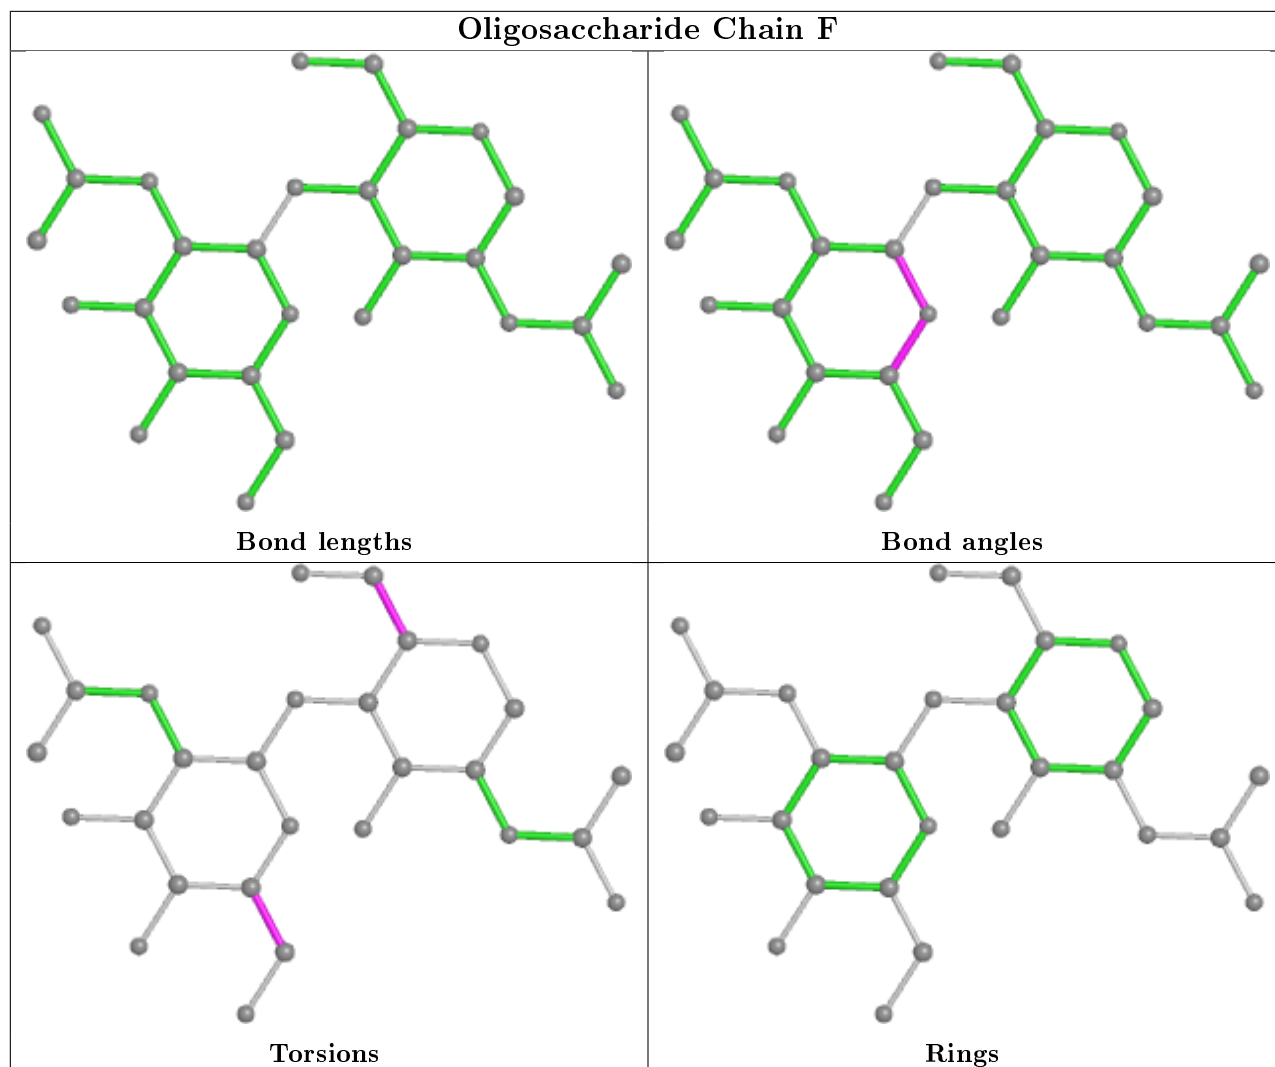 Oligosaccharide Chain F
Bond lengths
Bond angles
Torsions
Rings